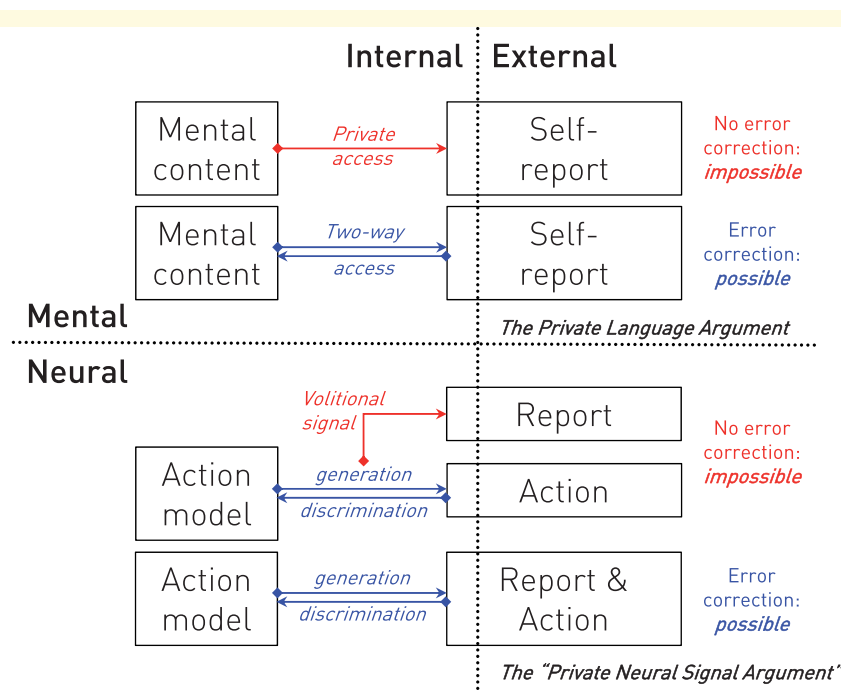 Internal External
Mental
content
Private
access
Self-
report
No error
correction:
impossible
Mental
content
Two-way
access
Self-
report
Error
correction:
possible
Mental
The Private Language Argument
Neural
Volitional
signal
Report
No error
correction:
impossible
Action
model
generation
discrimination
Action
Action
model
generation
discrimination
Report &
Action
Error
correction:
possible
The “Private Neural Signal Argument”